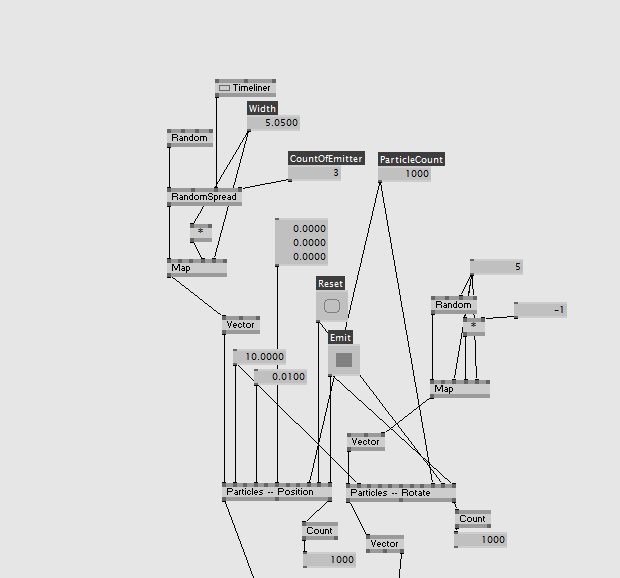 Timeliner
Width
5.0500
Random
CountOfEmitter
3
ParticleCount
1000
RandomSpread
*
0.0000
0.0000
0.0000
Map
5
Reset
Random
-1
*
Vector
Emit
10.0000
0.0100
Map
Vector
Particles -- Position
Particles -- Rotate
Count
Count
Vector
1000
1000